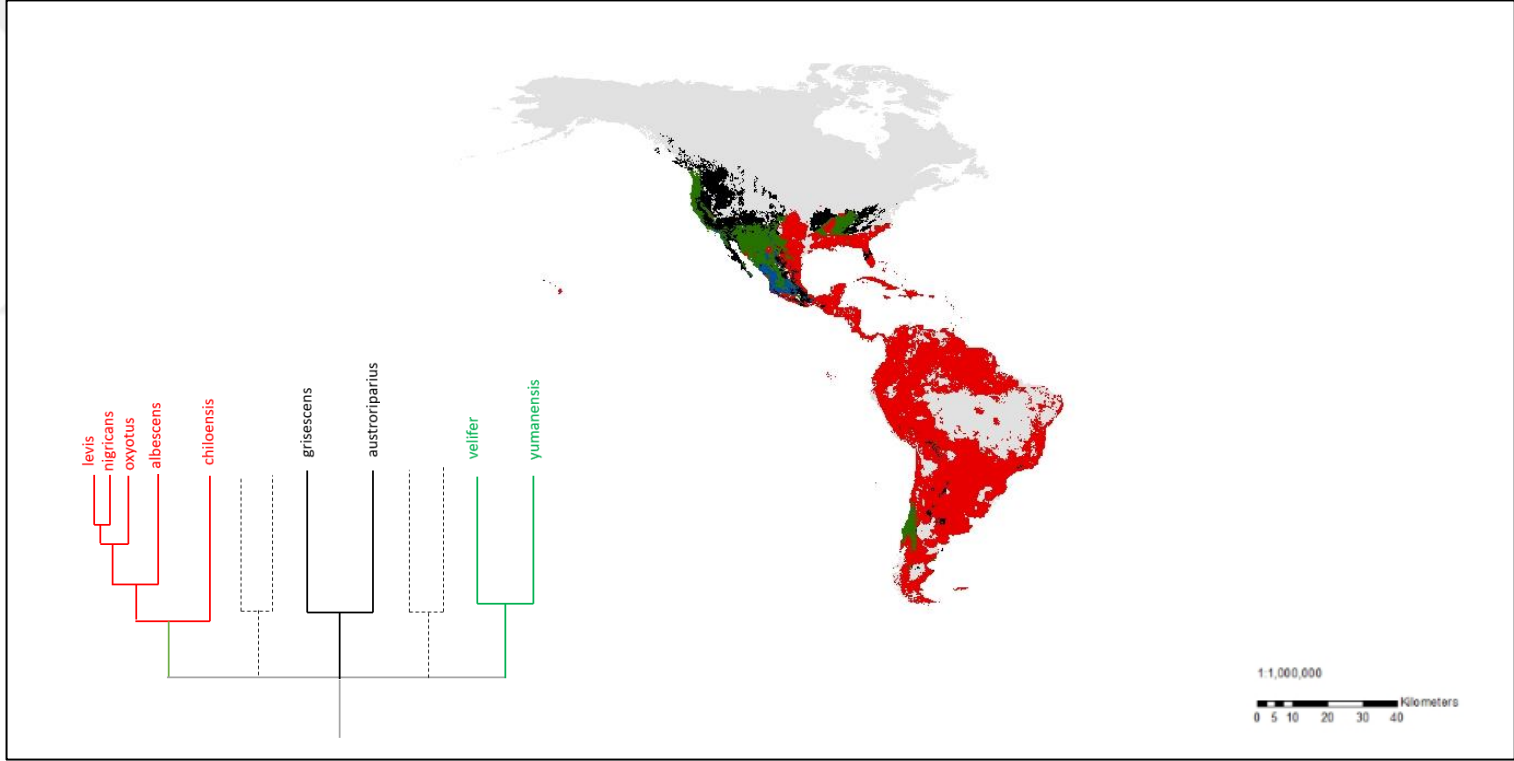 levis
nigricans
oxyotus
albescens
chiloensis
grisescens
austroriparius
velifer
yumanensis
1:1,000,000
Kilometers
0 5 10 20 30 40